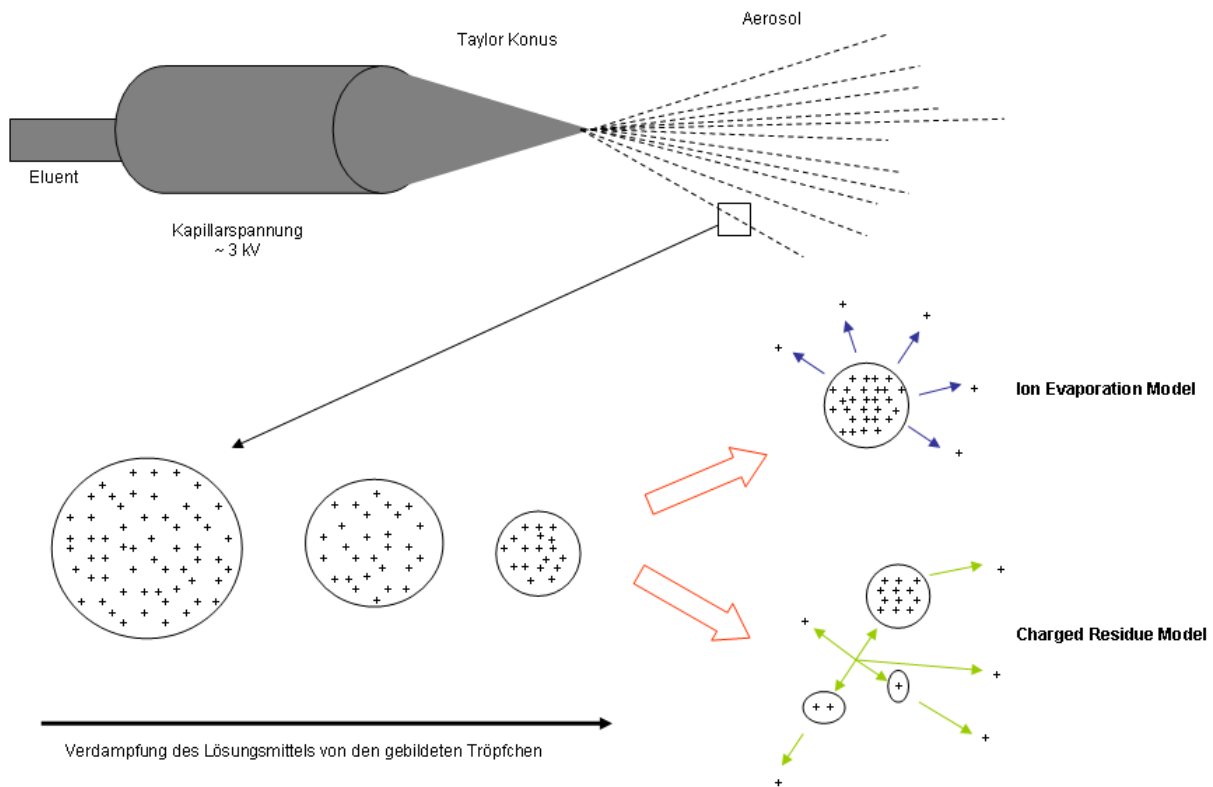 Aerosol
Taylor Konus
Eluent
Kapillarspannung
~ 3 kV
Ion Evaporation Model
Charged Residue Model
Verdampfung des Lösungsmittels von den gebildeten Tröpfchen